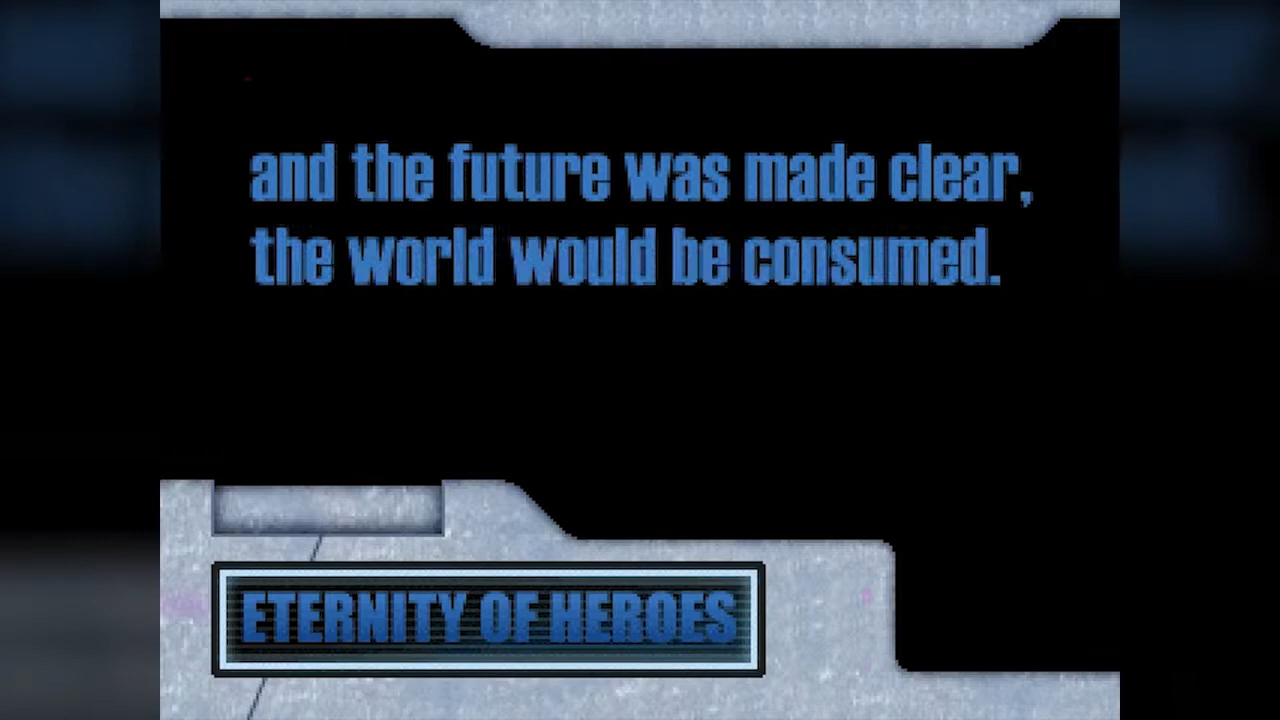 and the future was made clear,
the world would be consumed.
ETERNITY OF HEROES